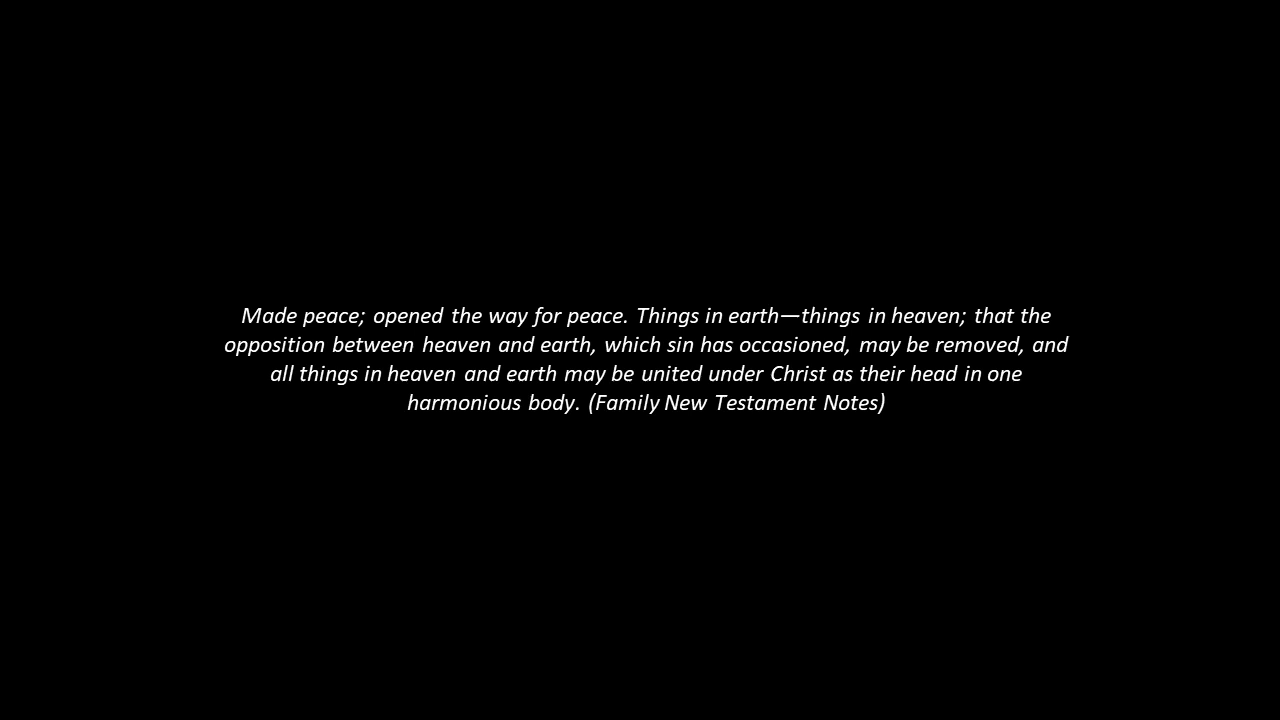 Made peace; opened the way for peace. Things in earth—things in heaven; that the
opposition between heaven and earth, which sin has occasioned, may be removed, and
all things in heaven and earth may be united under Christ as their head in one
harmonious body. (Family New Testament Notes)